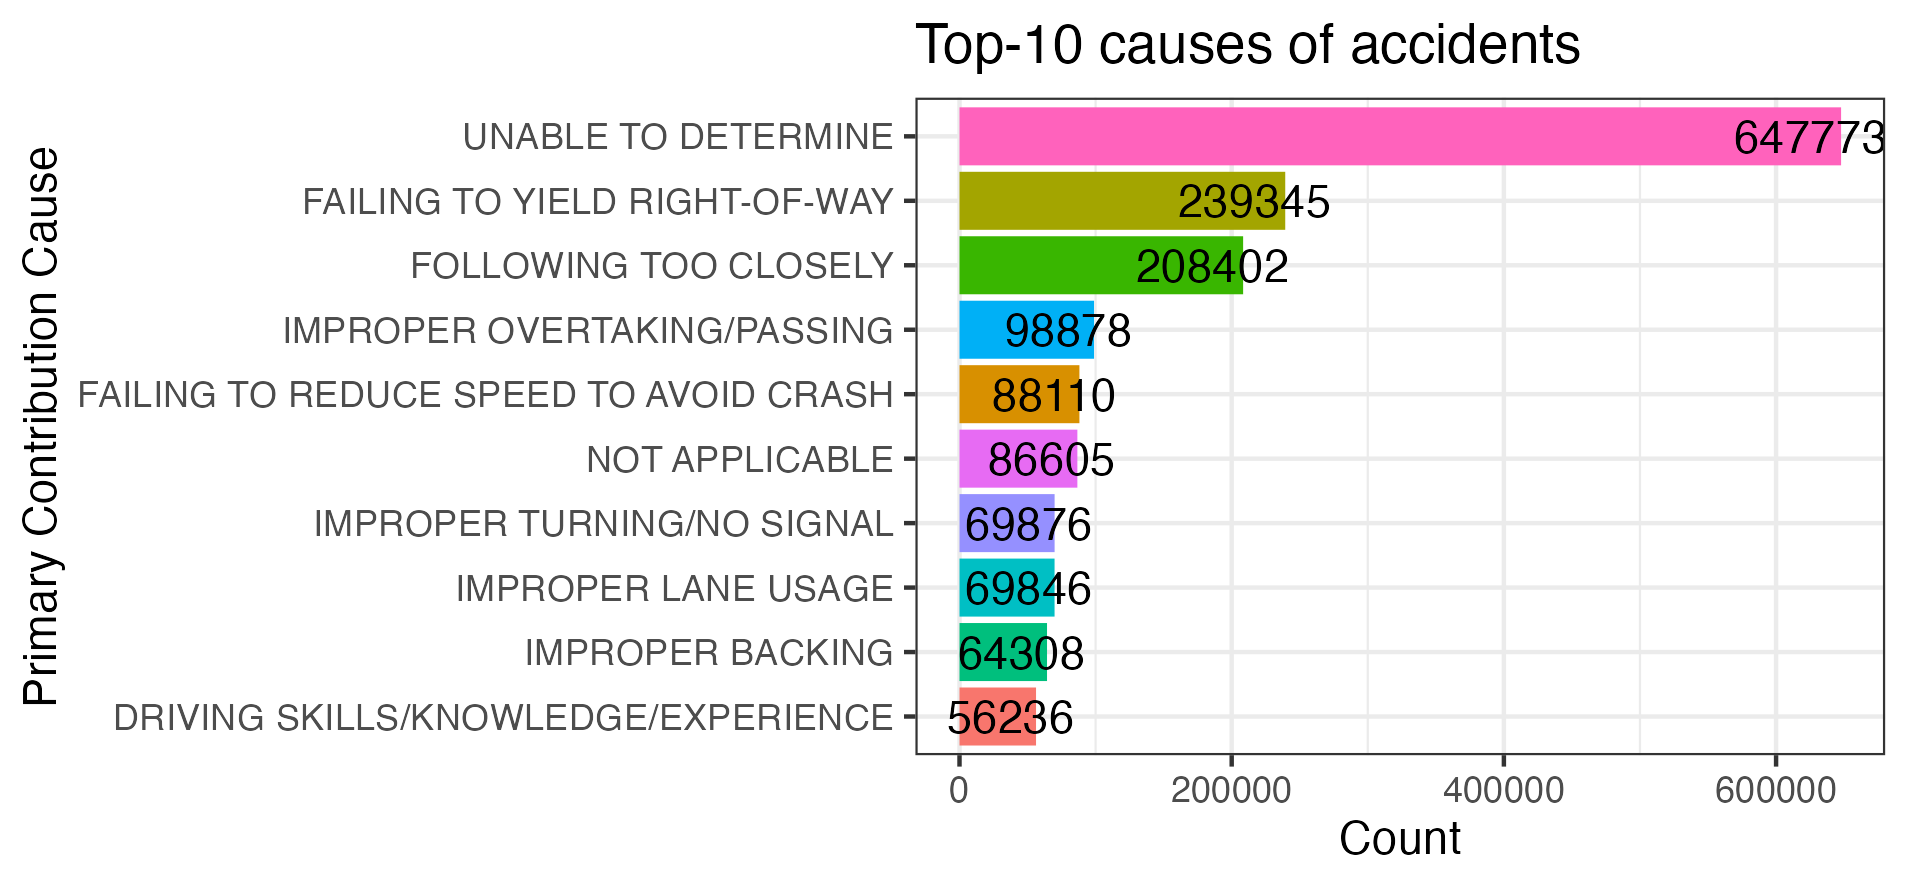 Top-10 causes of accidents
Primary Contribution Cause
UNABLE TO DETERMINE 647773
FAILING TO YIELD RIGHT-OF-WAY 239345
FOLLOWING TOO CLOSELY 208402
IMPROPER OVERTAKING/PASSING 98878
FAILING TO REDUCE SPEED TO AVOID CRASH 88110
NOT APPLICABLE 86605
IMPROPER TURNING/NO SIGNAL 69876
IMPROPER LANE USAGE 69846
IMPROPER BACKING 64308
DRIVING SKILLS/KNOWLEDGE/EXPERIENCE 56236
0 200000 400000 600000
Count